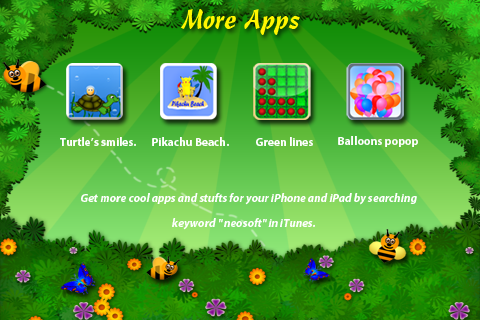 More Apps
Pikachu Beach
Turtle's smiles.
Pikachu Beach.
Green lines
Balloons popop
Get more cool apps and stufts for your IPhone and iPad by searching
keyword "neosoft" in iTunes.